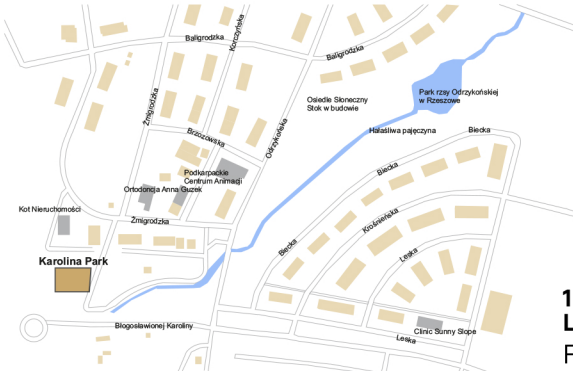 Baligrodzka
Korczyńska
Baligrodzka
Żmigrodzka
Park rzsy Odrzykońskiej
w Rzeszowe
Osiedle Słoneczny
Stok w budowie
Brzozowska
Odrzykońska
Hałaśliwa pajęczyna
Biecka
Podkarpackie
Centrum Animacji
Biecka
Ortodoncja Anna Guzek
Kot Nieruchomości
Żmigrodzka
Krośnieńska
Biecka
Leska
Karolina Park
Błogosławionej Karoliny
Clinic Sunny Slope
Leska
1
L
F